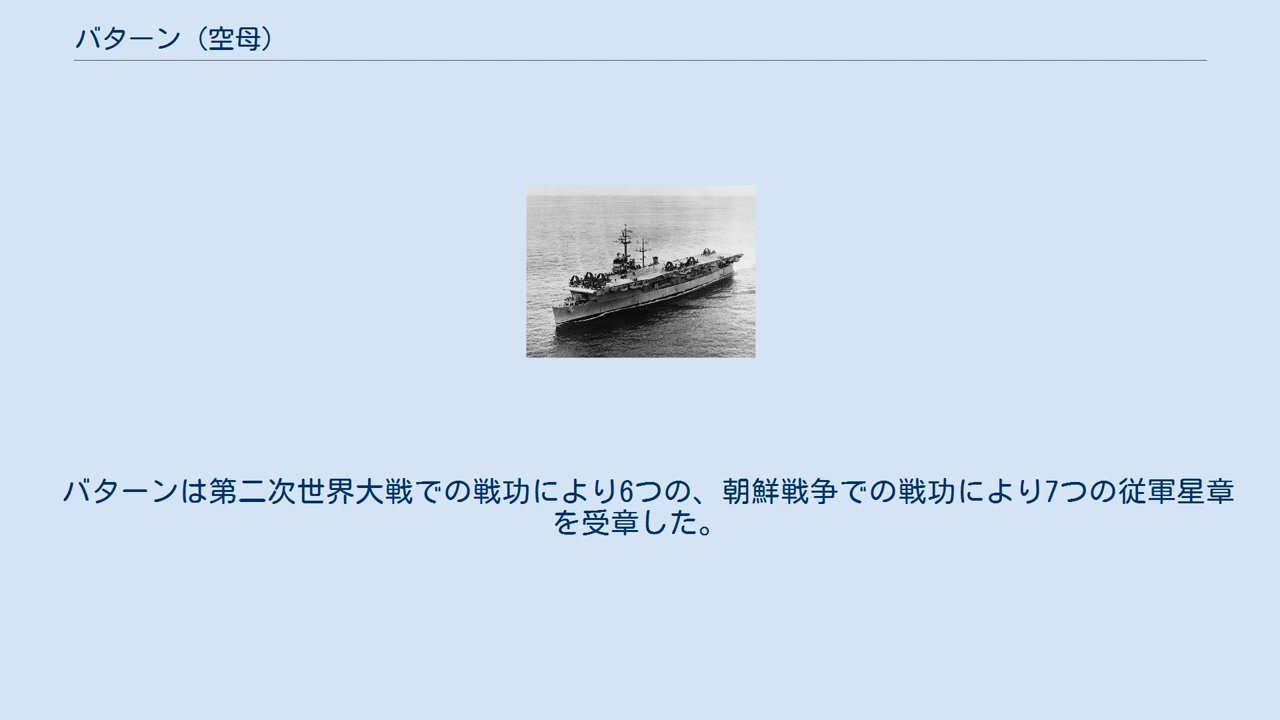 バターン（空母）
バターンは第二次世界大戦での戦功により6つの、朝鮮戦争での戦功により7つの従軍星章
を受章した。